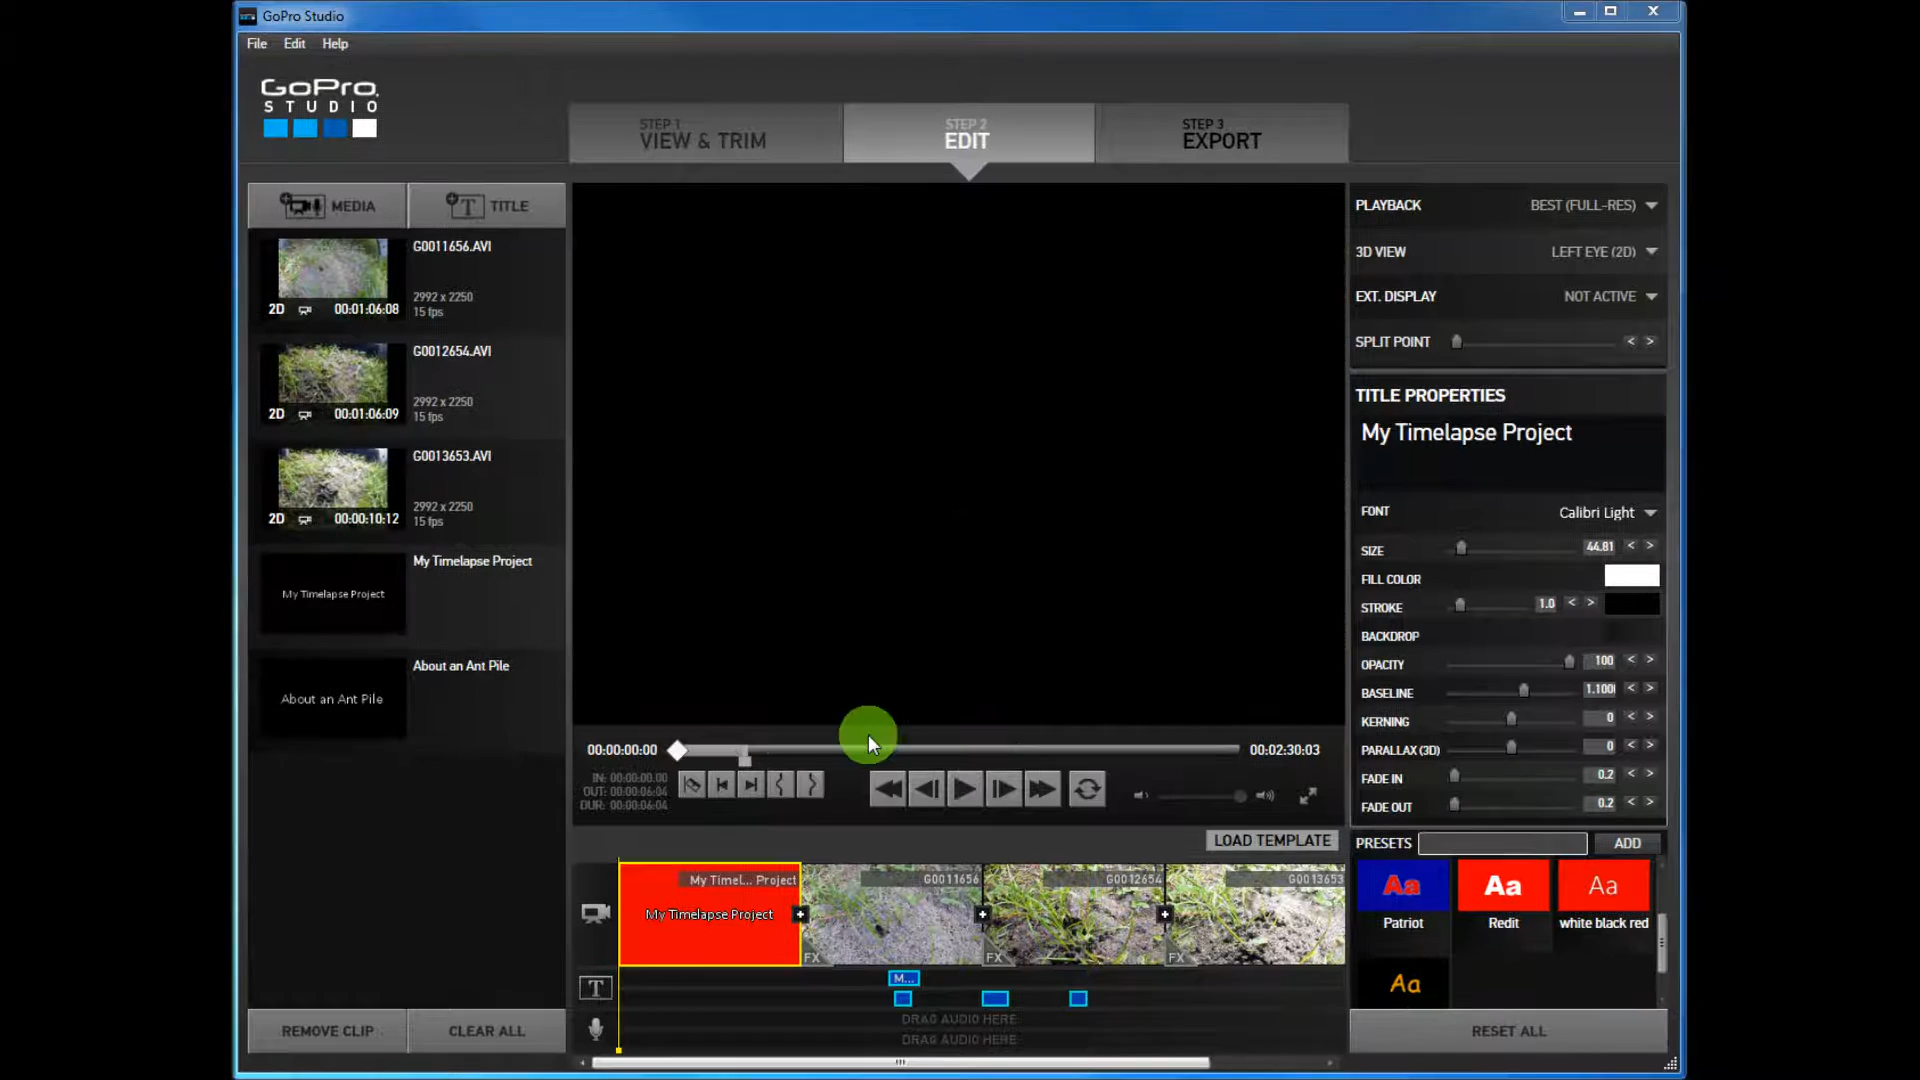 GoPro Studio
File Edit Help
GoPro
STUDIO
STEP 1
VIEW & TRIM
STEP 2
EDIT
STEP 3
EXPORT
MEDIA
TITLE
G0011656.AVI
2992 x 2250
15 fps
2D 00:01:06:08
G0012654.AVI
2992 x 2250
15 fps
2D 00:01:06:09
G0013653.AVI
2992 x 2250
15 fps
2D 00:00:10:12
My Timelapse Project
My Timelapse Project
About an Ant Pile
About an Ant Pile
REMOVE CLIP CLEAR ALL
00:00:00:00 00:02:30:03
IN: 00:00:00.00
OUT: 00:00:06:04
DUR: 00:00:06:04
LOAD TEMPLATE
My Timel... Project
My Timelapse Project
G0011656
G0012654
G0013653
FX FX FX
T
M...
DRAG AUDIO HERE
DRAG AUDIO HERE
PLAYBACK BEST (FULL-RES)
3D VIEW LEFT EYE (2D)
EXT. DISPLAY NOT ACTIVE
SPLIT POINT < >
TITLE PROPERTIES
My Timelapse Project
FONT Calibri Light
SIZE 44.81 < >
FILL COLOR
STROKE 1.0 < >
BACKDROP
OPACITY 100 < >
BASELINE 1.100 < >
KERNING 0 < >
PARALLAX (3D) 0 < >
FADE IN 0.2 < >
FADE OUT 0.2 < >
PRESETS ADD
Aa Aa Aa
Patriot Redit white black red
Aa
RESET ALL